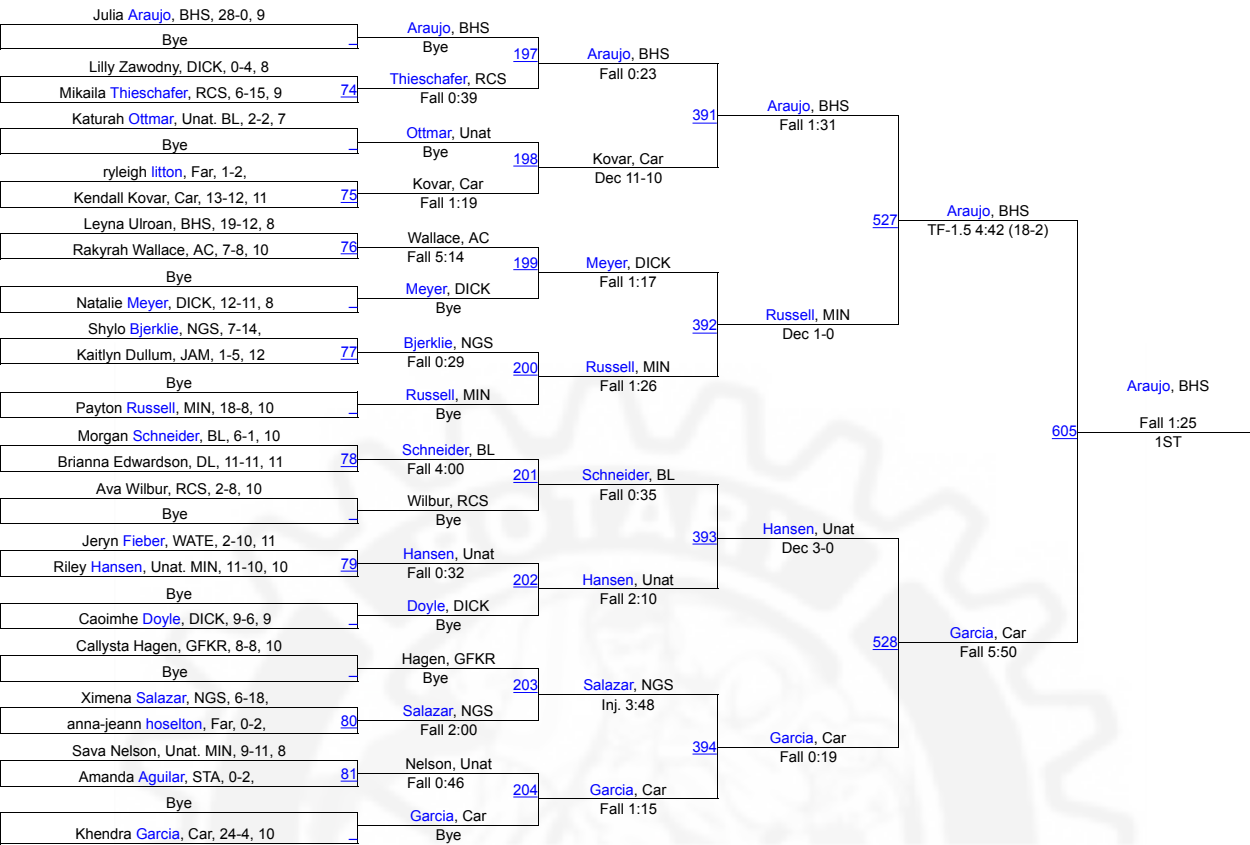 Julia Araujo, BHS, 28-0, 9
Bye
Lilly Zawodny, DICK, 0-4, 8
Mikaila Thieschafer, RCS, 6-15, 9
74
Katurah Ottmar, Unat. BL, 2-2, 7
Bye
ryleigh litton, Far, 1-2,
Kendall Kovar, Car, 13-12, 11
75
Leyna Ulroan, BHS, 19-12, 8
Rakyrah Wallace, AC, 7-8, 10
76
Bye
Natalie Meyer, DICK, 12-11, 8
Shylo Bjerklie, NGS, 7-14,
Kaitlyn Dullum, JAM, 1-5, 12
77
Bye
Payton Russell, MIN, 18-8, 10
Morgan Schneider, BL, 6-1, 10
Brianna Edwardson, DL, 11-11, 11
78
Ava Wilbur, RCS, 2-8, 10
Bye
Jeryn Fieber, WATE, 2-10, 11
Riley Hansen, Unat. MIN, 11-10, 10
79
Bye
Caoimhe Doyle, DICK, 9-6, 9
Callysta Hagen, GFKR, 8-8, 10
Bye
Ximena Salazar, NGS, 6-18,
anna-jeann hoselton, Far, 0-2,
80
Sava Nelson, Unat. MIN, 9-11, 8
Amanda Aguilar, STA, 0-2,
81
Bye
Khendra Garcia, Car, 24-4, 10
Araujo, BHS
Bye
197
Thieschafer, RCS
Fall 0:39
Ottmar, Unat
Bye
198
Kovar, Car
Fall 1:19
Wallace, AC
Fall 5:14
199
Meyer, DICK
Bye
Bjerklie, NGS
Fall 0:29
200
Russell, MIN
Bye
Schneider, BL
Fall 4:00
201
Wilbur, RCS
Bye
Hansen, Unat
Fall 0:32
202
Doyle, DICK
Bye
Hagen, GFKR
Bye
203
Salazar, NGS
Fall 2:00
Nelson, Unat
Fall 0:46
204
Garcia, Car
Bye
Araujo, BHS
Fall 0:23
391
Kovar, Car
Dec 11-10
Meyer, DICK
Fall 1:17
392
Russell, MIN
Fall 1:26
Schneider, BL
Fall 0:35
393
Hansen, Unat
Fall 2:10
Salazar, NGS
Inj. 3:48
394
Garcia, Car
Fall 1:15
Araujo, BHS
Fall 1:31
527
Russell, MIN
Dec 1-0
Hansen, Unat
Dec 3-0
528
Garcia, Car
Fall 0:19
Araujo, BHS
TF-1.5 4:42 (18-2)
605
Garcia, Car
Fall 5:50
Araujo, BHS
Fall 1:25
1ST